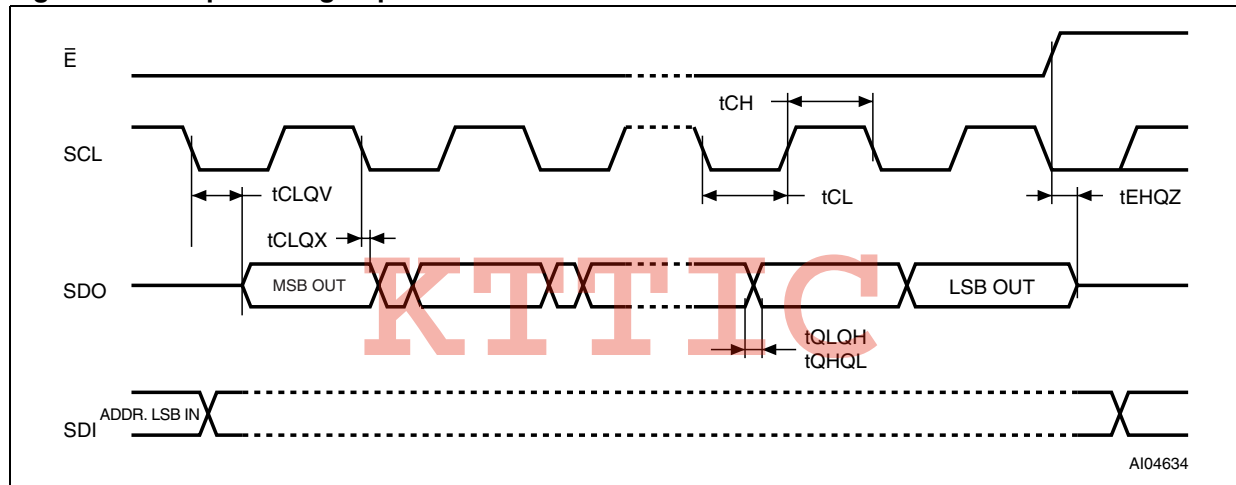 Ē
tCH
SCL
tCLQV
tCL
tEHQZ
tCLQX
SDO
MSB OUT
LSB OUT
KTTIC
tQLQH
tQHQL
ADDR. LSB IN
SDI
AI04634